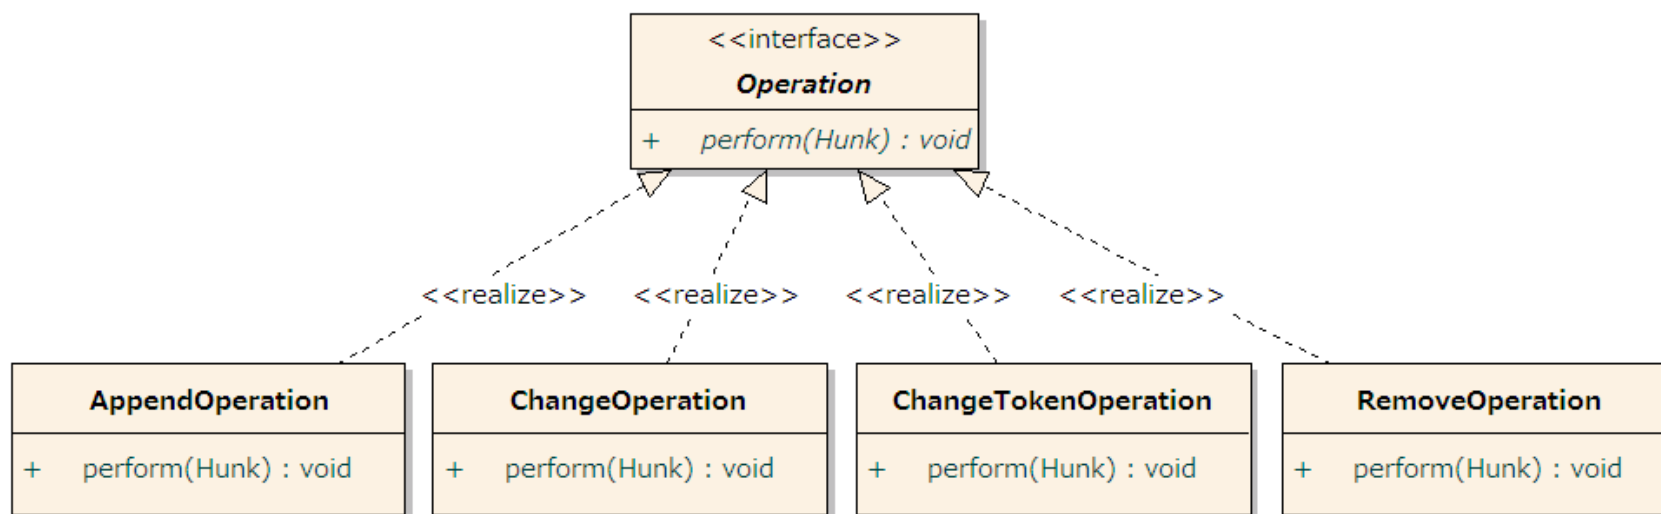 <<interface>>
Operation
+ perform(Hunk) : void
<<realize>> <<realize>> <<realize>> <<realize>>
AppendOperation ChangeOperation ChangeTokenOperation RemoveOperation
+ perform(Hunk) : void + perform(Hunk) : void + perform(Hunk) : void + perform(Hunk) : void